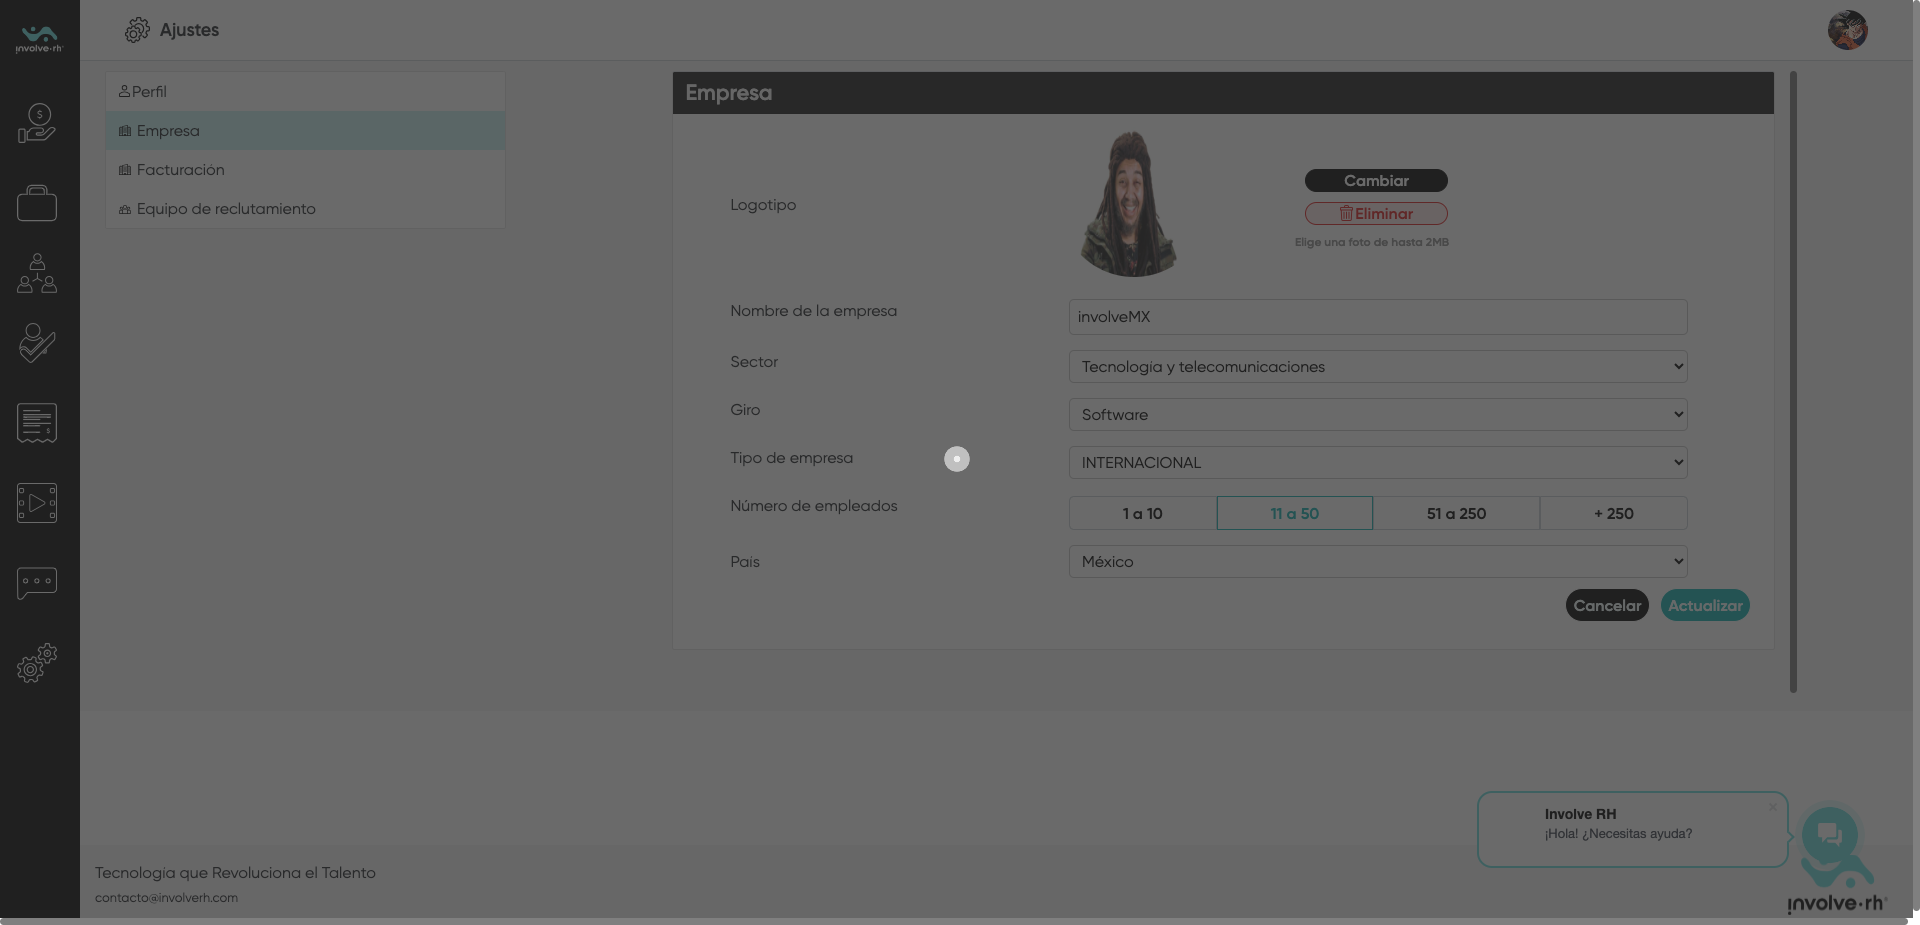 involve·rh
Ajustes
Perfil
Empresa
Facturación
Equipo de reclutamiento
Empresa
Logotipo
Cambiar
Eliminar
Elige una foto de hasta 2MB
Nombre de la empresa
involveMX
Sector
Tecnología y telecomunicaciones
Giro
Software
Tipo de empresa
INTERNACIONAL
Número de empleados
1 a 10
11 a 50
51 a 250
+ 250
País
México
Cancelar
Actualizar
Involve RH
¡Hola! ¿Necesitas ayuda?
Tecnología que Revoluciona el Talento
contacto@involverh.com
involve·rh